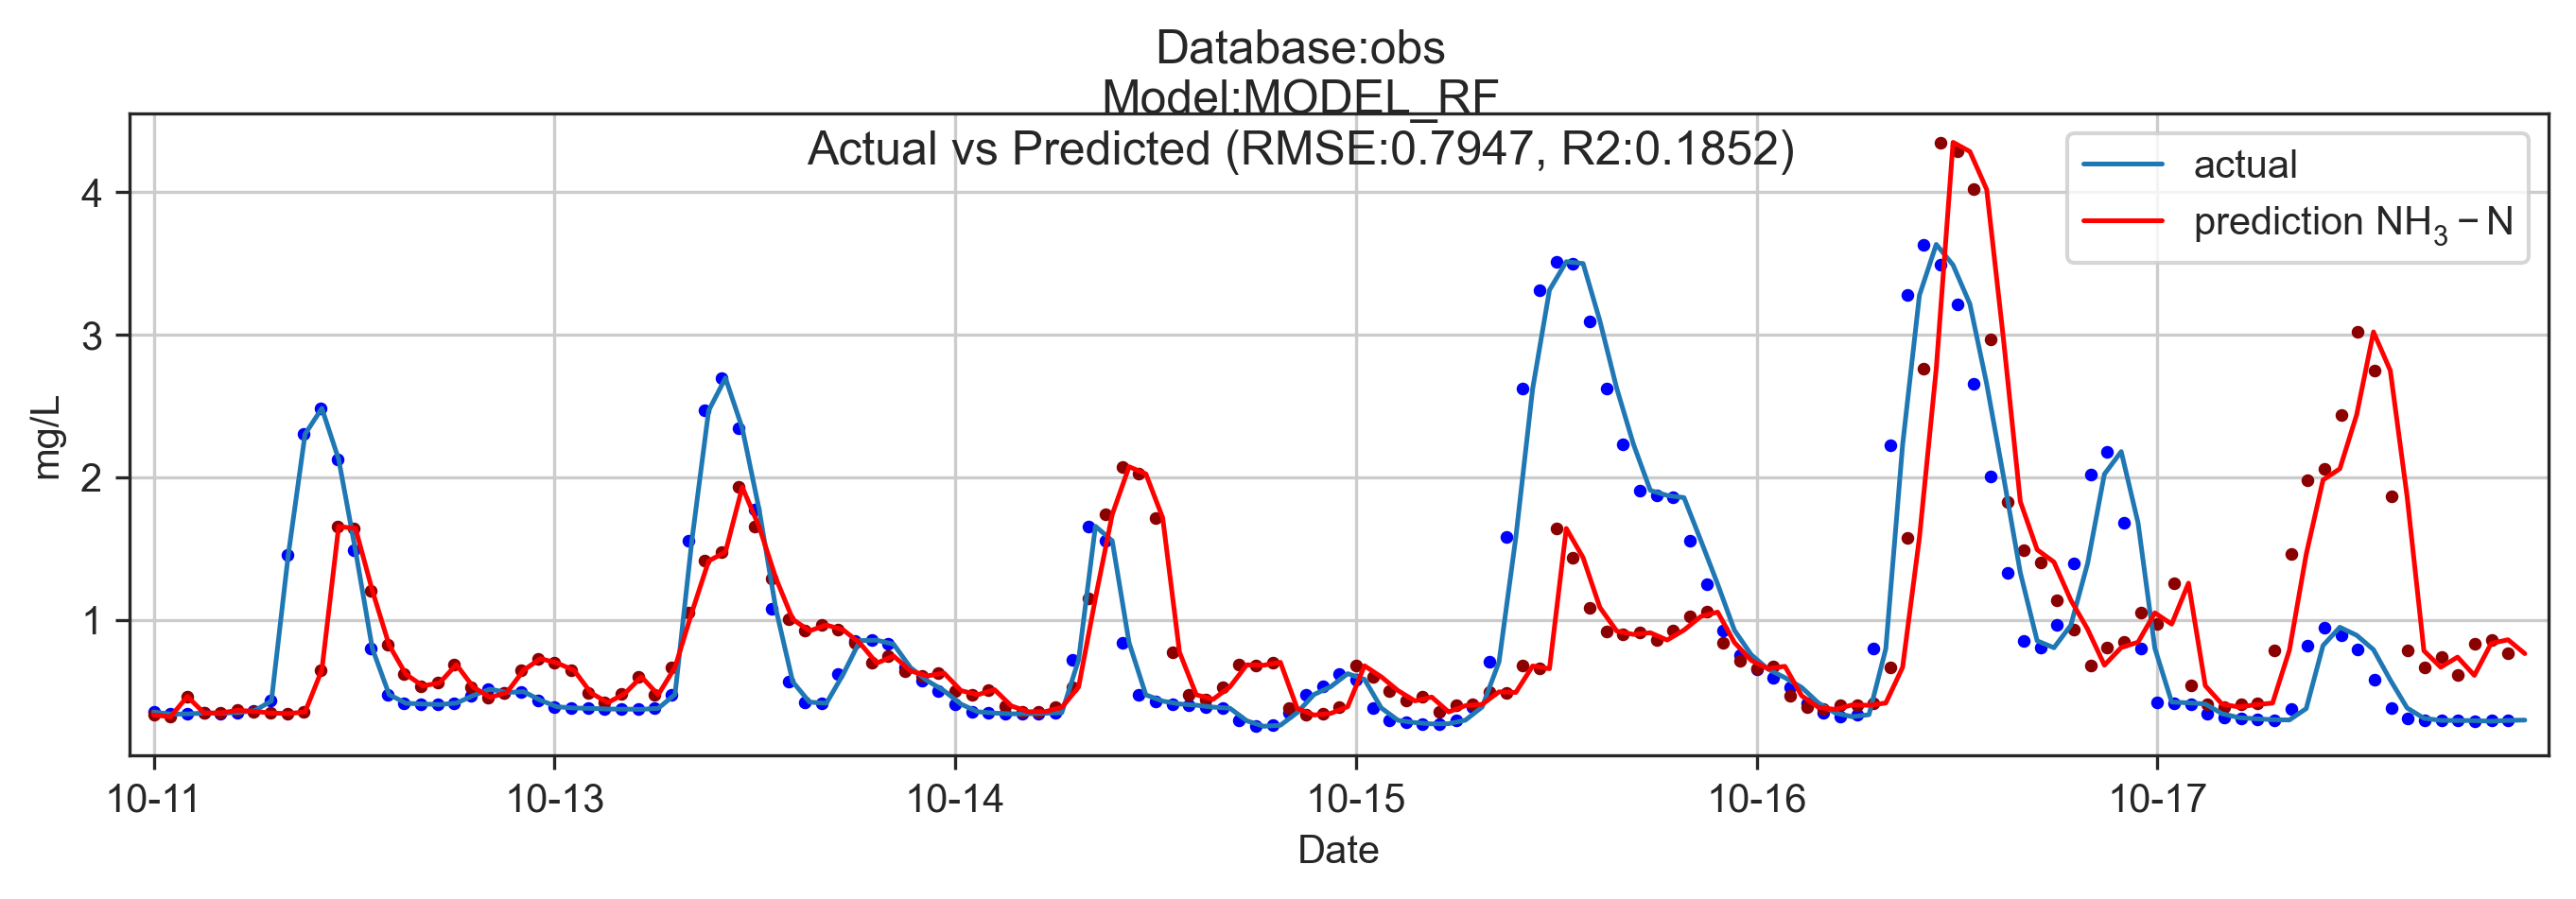 Database:obs
Model:MODEL_RF
Actual vs Predicted (RMSE:0.7947, R2:0.1852)
actual
prediction NH₃ − N
4
3
2
1
mg/L
10-11 10-13 10-14 10-15 10-16 10-17
Date